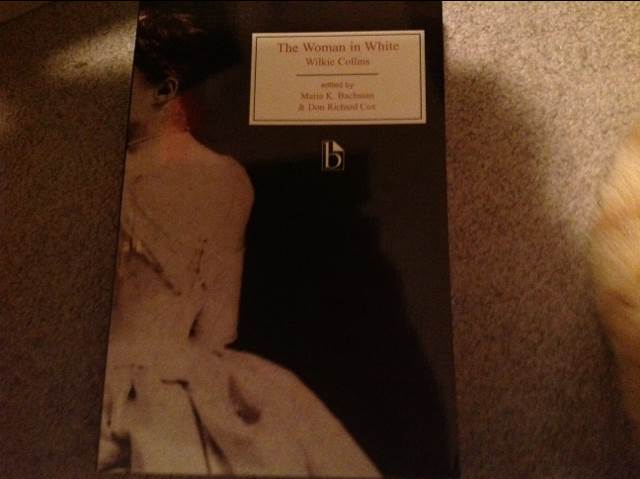 The Woman in White
Wilkie Collins
edited by
Maria K. Bachman
& Don Richard Cox
b